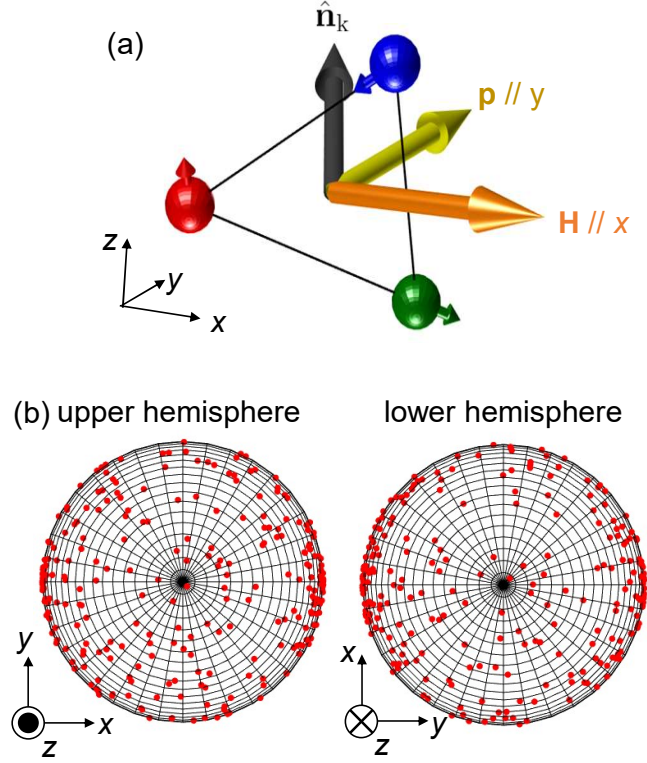 (a)
n̂ₖ
p // y
H // x
z
y
x
(b) upper hemisphere
lower hemisphere
y
x
z
x
y
z